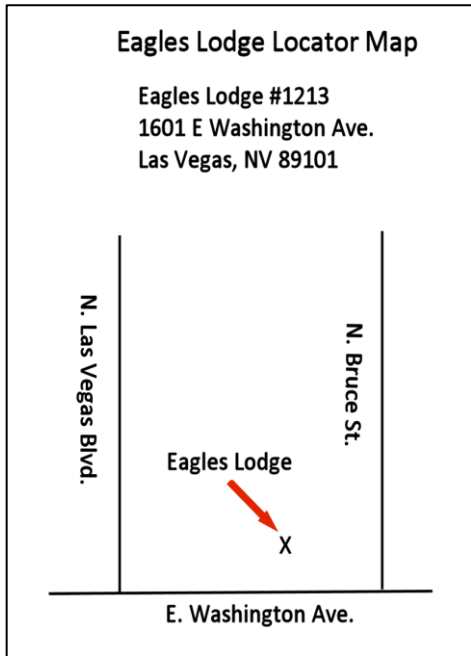 Eagles Lodge Locator Map
Eagles Lodge #1213
1601 E Washington Ave.
Las Vegas, NV 89101
N. Las Vegas Blvd.
N. Bruce St.
Eagles Lodge
X
E. Washington Ave.